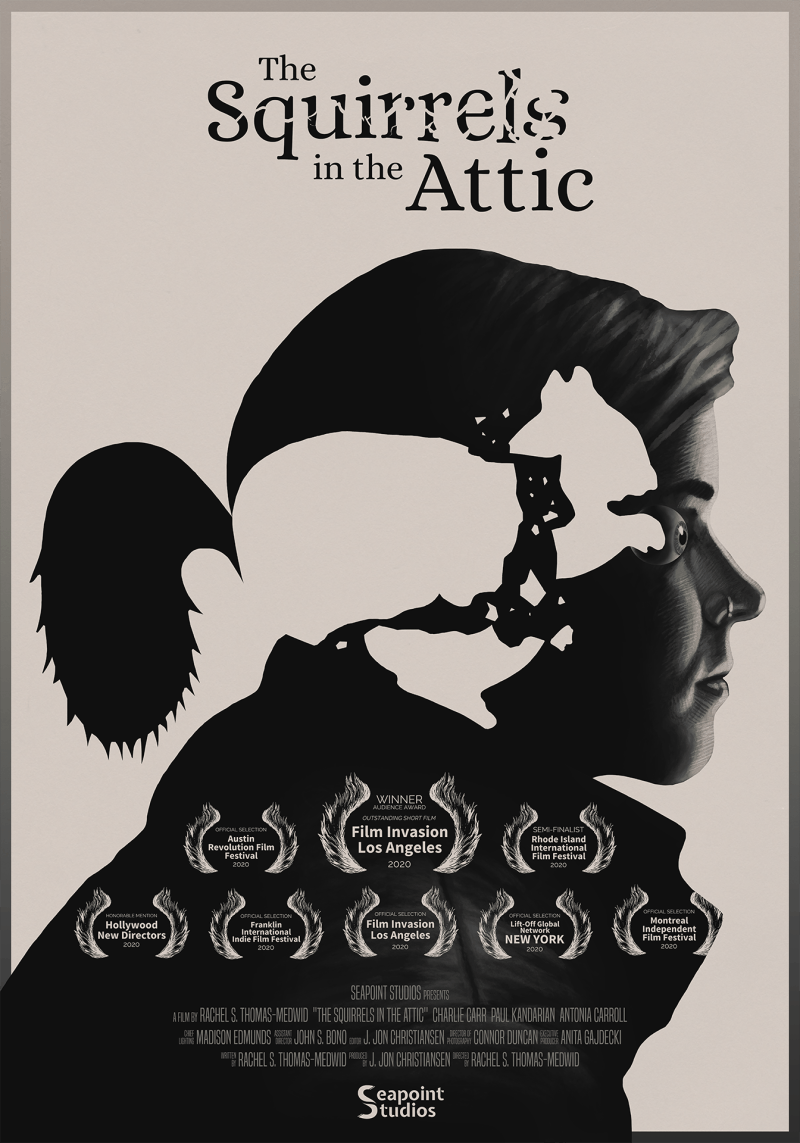 The
Squirrels
in the
Attic
WINNER
AUDIENCE AWARD
OUTSTANDING SHORT FILM
Film Invasion
Los Angeles
2020
OFFICIAL SELECTION
Austin
Revolution Film
Festival
2020
SEMI-FINALIST
Rhode Island
International
Film Festival
2020
HONORABLE MENTION
Hollywood
New Directors
2020
OFFICIAL SELECTION
Franklin
International
Indie Film Festival
2020
OFFICIAL SELECTION
Film Invasion
Los Angeles
2020
OFFICIAL SELECTION
Lift-Off Global
Network
NEW YORK
2020
OFFICIAL SELECTION
Montreal
Independent
Film Festival
2020
SEAPOINT STUDIOS PRESENTS
A FILM BY RACHEL S. THOMAS-MEDWID "THE SQUIRRELS IN THE ATTIC" CHARLIE CARR PAUL KANDARIAN ANTONIA CARROLL
CHIEF LIGHTING MADISON EDMUNDS ASSISTANT DIRECTOR JOHN S. BONO EDITOR J. JON CHRISTIANSEN DIRECTOR OF PHOTOGRAPHY CONNOR DUNCAN EXECUTIVE PRODUCER ANITA GAJDECKI
WRITTEN BY RACHEL S. THOMAS-MEDWID PRODUCED BY J. JON CHRISTIANSEN DIRECTED BY RACHEL S. THOMAS-MEDWID
Seapoint
Studios